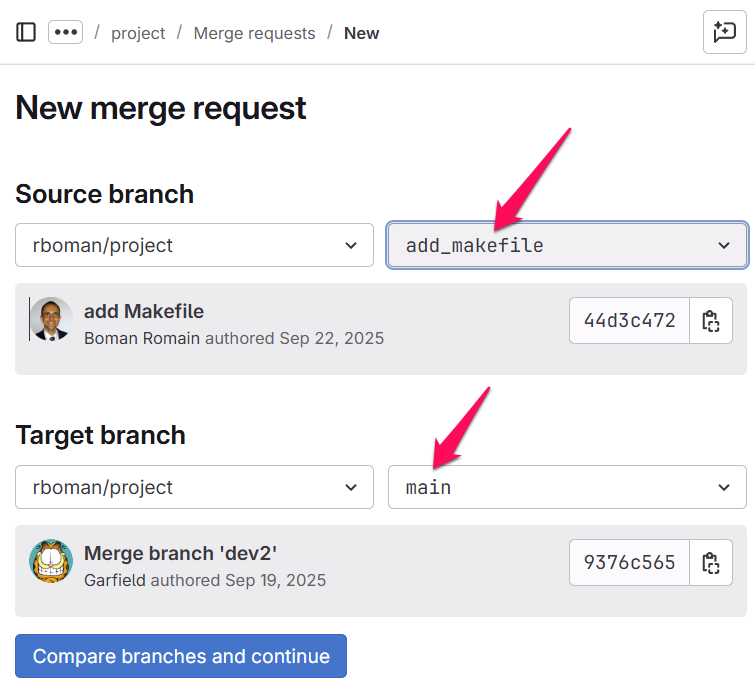 ••• / project / Merge requests / New
New merge request
Source branch
rboman/project add_makefile
add Makefile 44d3c472
Boman Romain authored Sep 22, 2025
Target branch
rboman/project main
Merge branch 'dev2' 9376c565
Garfield authored Sep 19, 2025
Compare branches and continue